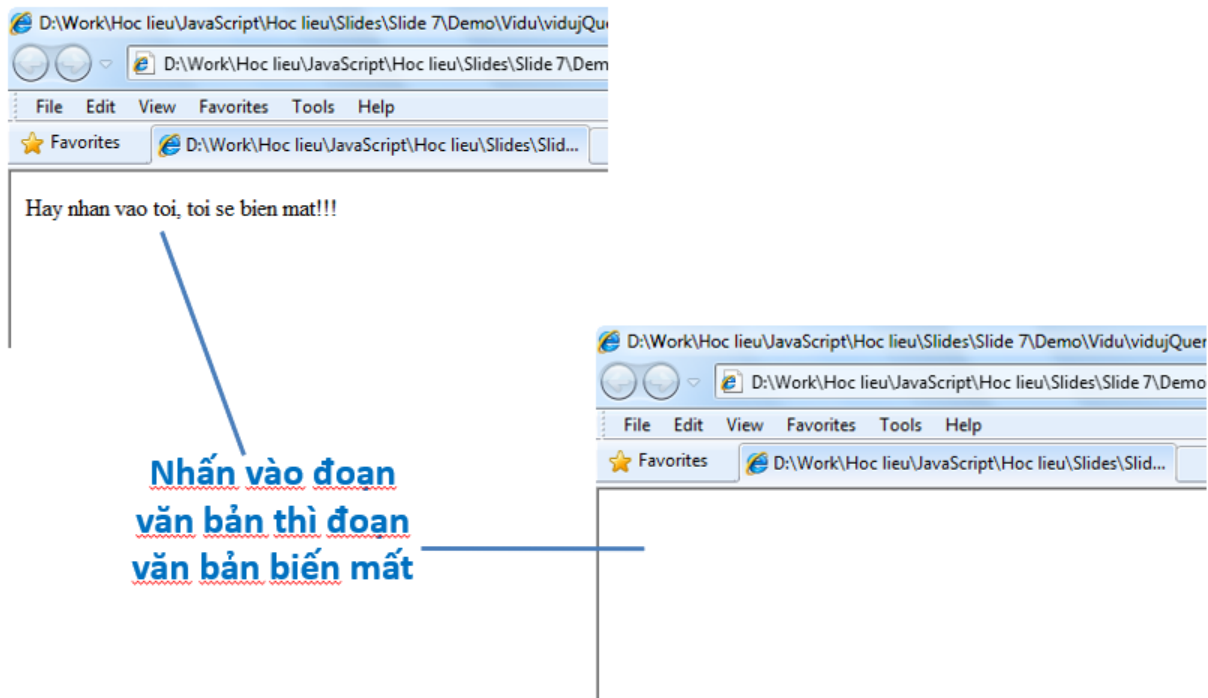 D:\Work\Hoc lieu\JavaScript\Hoc lieu\Slides\Slide 7\Demo\Vidu\vidujQue
D:\Work\Hoc lieu\JavaScript\Hoc lieu\Slides\Slide 7\Dem
File Edit View Favorites Tools Help
Favorites D:\Work\Hoc lieu\JavaScript\Hoc lieu\Slides\Slid...
Hay nhan vao toi, toi se bien mat!!!
Nhấn vào đoạn
văn bản thì đoạn
văn bản biến mất
D:\Work\Hoc lieu\JavaScript\Hoc lieu\Slides\Slide 7\Demo\Vidu\vidujQuer
D:\Work\Hoc lieu\JavaScript\Hoc lieu\Slides\Slide 7\Demo
File Edit View Favorites Tools Help
Favorites D:\Work\Hoc lieu\JavaScript\Hoc lieu\Slides\Slid...